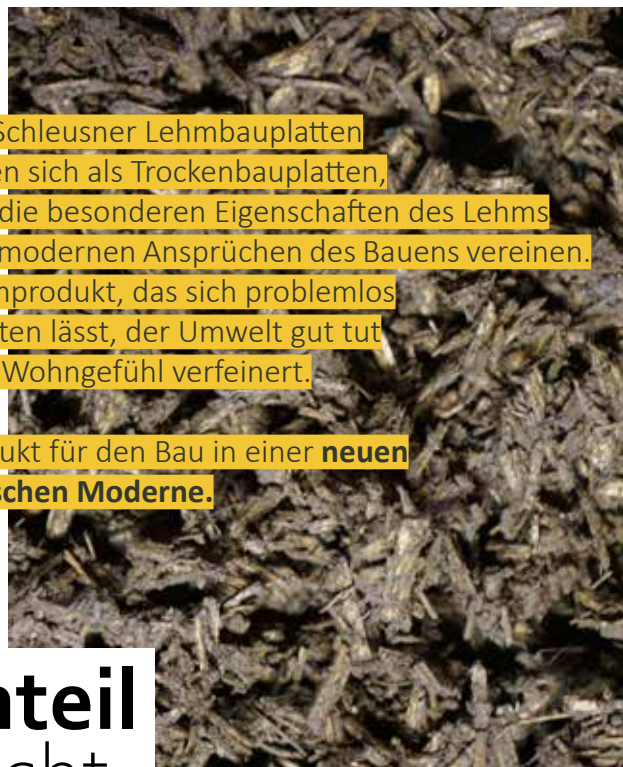 Schleusner Lehmbauplatten
en sich als Trockenbauplatten,
die besonderen Eigenschaften des Lehms
modernen Ansprüchen des Bauens vereinen.
nprodukt, das sich problemlos
ten lässt, der Umwelt gut tut
Wohngefühl verfeinert.
ukt für den Bau in einer neuen
schen Moderne.
nteil
cht